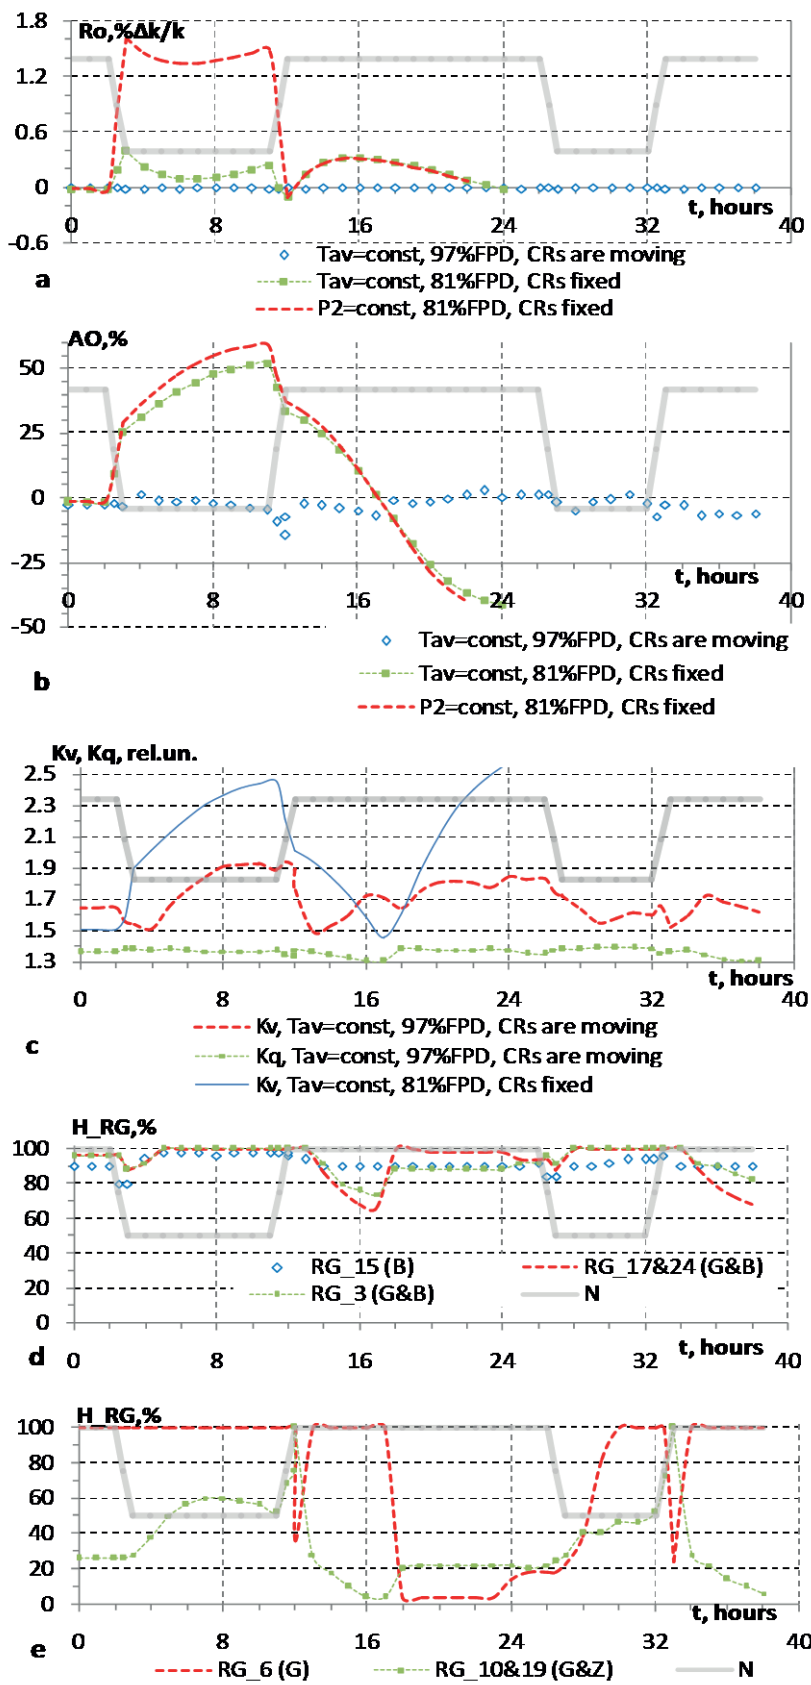 Ro,%Δk/k
1.8
1.2
0.6
0
-0.6
0 8 16 24 32 40
t, hours
Tav=const, 97%FPD, CRs are moving
Tav=const, 81%FPD, CRs fixed
P2=const, 81%FPD, CRs fixed
a
AO,%
50
25
0
-25
-50
t, hours
0 8 16 24 32 40
Tav=const, 97%FPD, CRs are moving
Tav=const, 81%FPD, CRs fixed
P2=const, 81%FPD, CRs fixed
b
Kv, Kq, rel.un.
2.5
2.3
2.1
1.9
1.7
1.5
1.3
t, hours
0 8 16 24 32 40
Kv, Tav=const, 97%FPD, CRs are moving
Kq, Tav=const, 97%FPD, CRs are moving
Kv, Tav=const, 81%FPD, CRs fixed
c
H_RG,%
100
80
60
40
20
0
RG_15 (B) RG_17&24 (G&B)
RG_3 (G&B) N
t, hours
0 8 16 24 32 40
d
H_RG,%
100
80
60
40
20
0
t, hours
0 8 16 24 32 40
e
RG_6 (G) RG_10&19 (G&Z) N